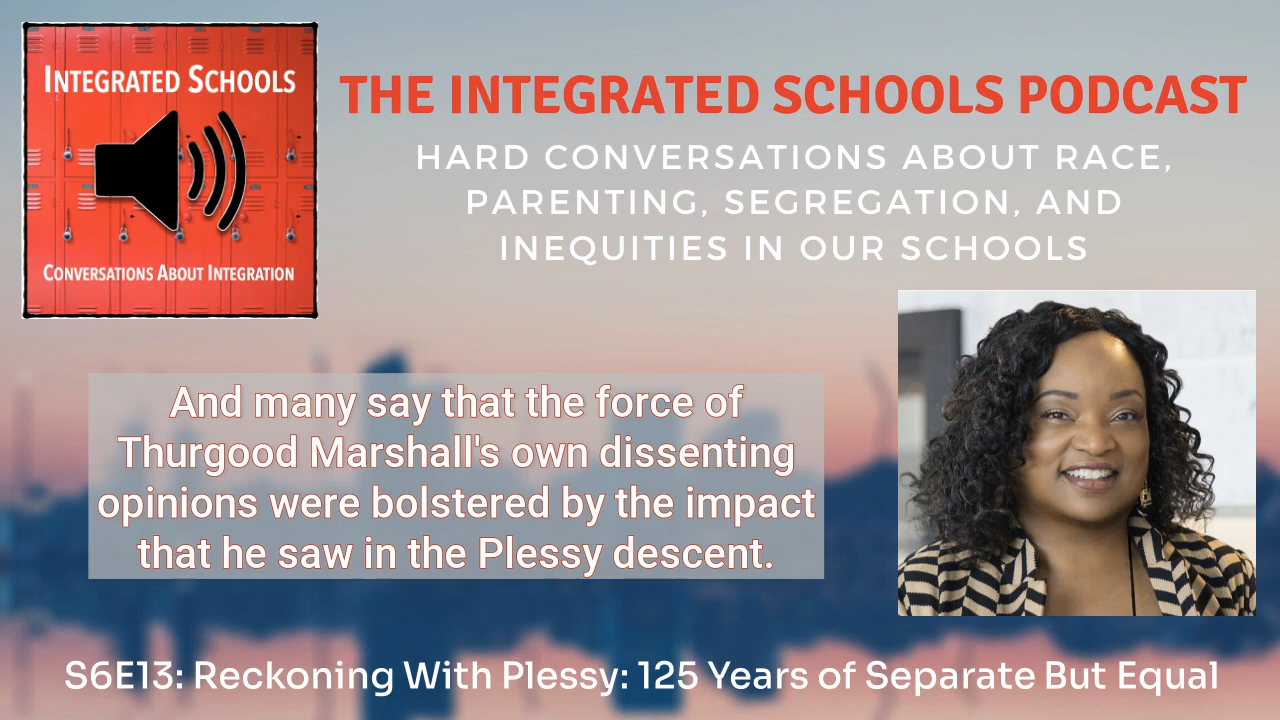 INTEGRATED SCHOOLS
CONVERSATIONS ABOUT INTEGRATION
THE INTEGRATED SCHOOLS PODCAST
HARD CONVERSATIONS ABOUT RACE,
PARENTING, SEGREGATION, AND
INEQUITIES IN OUR SCHOOLS
And many say that the force of
Thurgood Marshall's own dissenting
opinions were bolstered by the impact
that he saw in the Plessy descent.
S6E13: Reckoning With Plessy: 125 Years of Separate But Equal